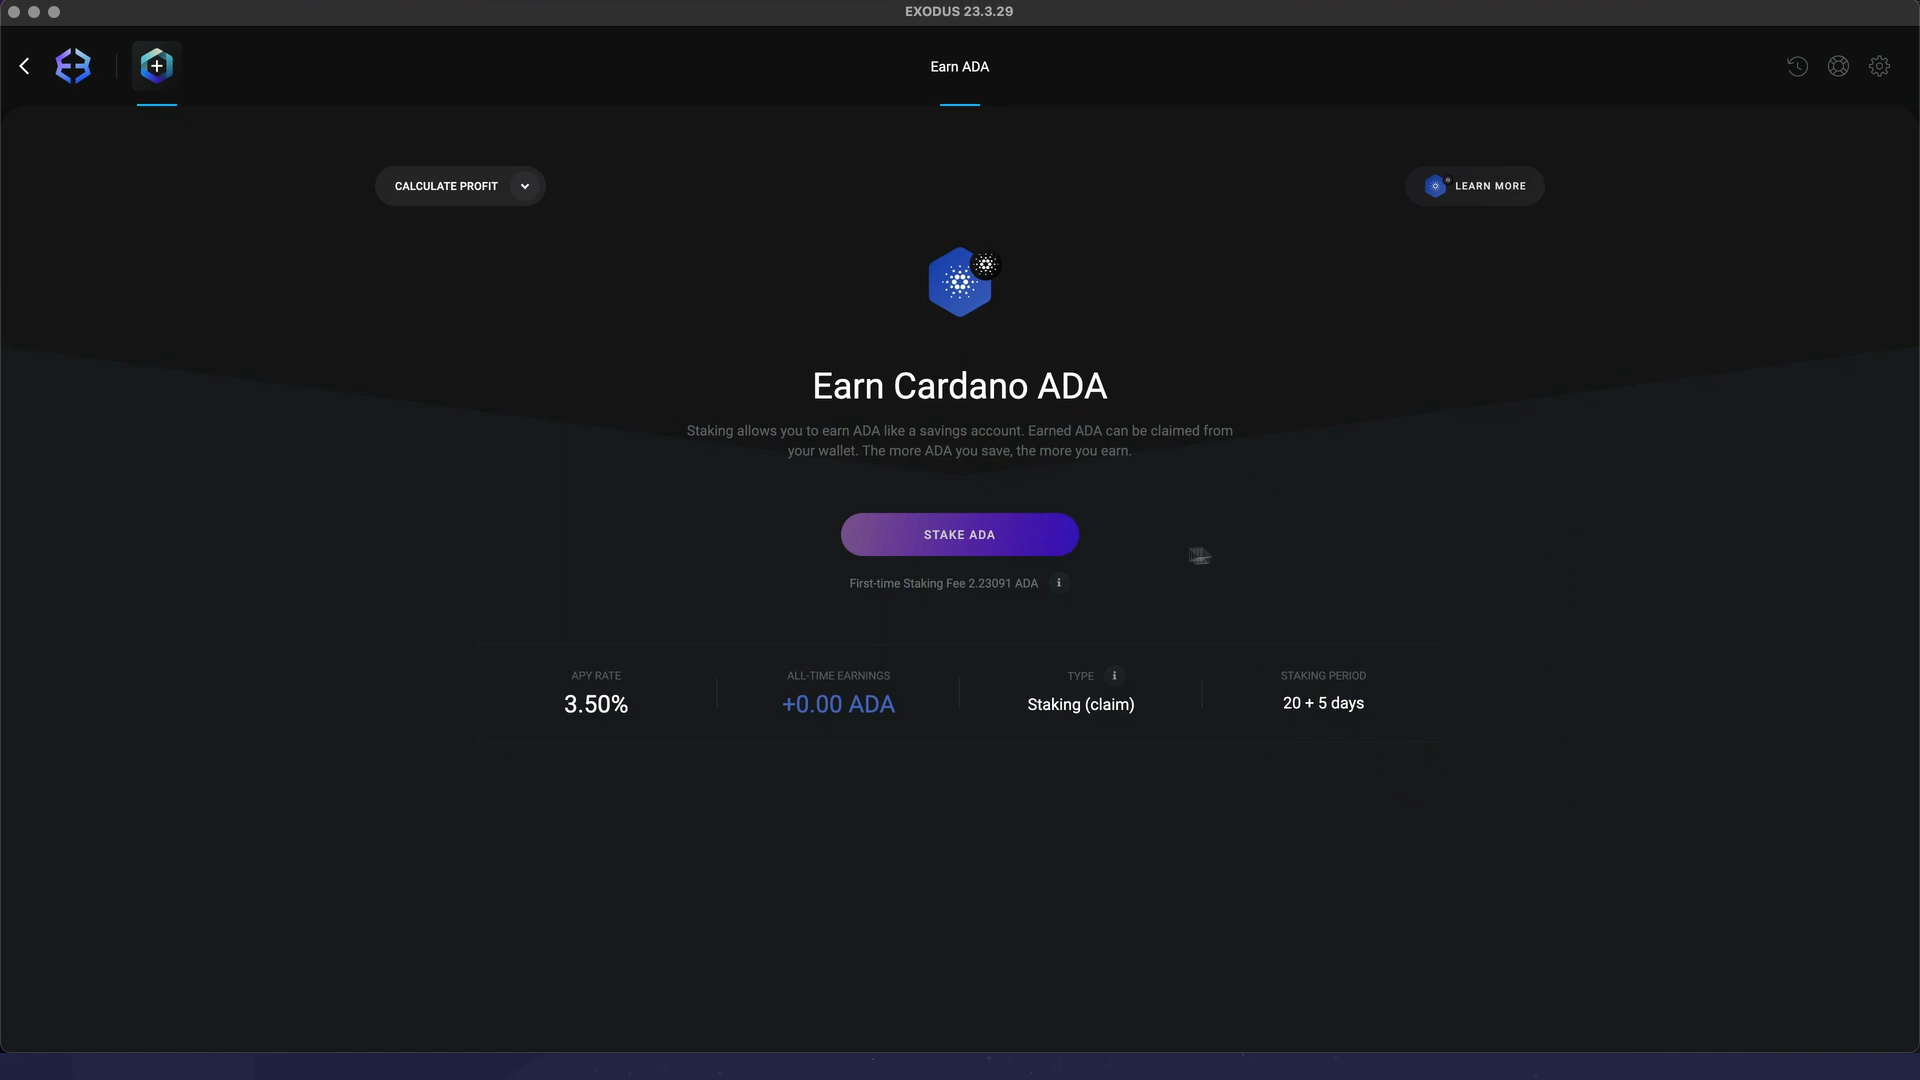 EXODUS 23.3.29
Earn ADA
CALCULATE PROFIT
LEARN MORE
Earn Cardano ADA
Staking allows you to earn ADA like a savings account. Earned ADA can be claimed from
your wallet. The more ADA you save, the more you earn.
STAKE ADA
First-time Staking Fee 2.23091 ADA
APY RATE
3.50%
ALL-TIME EARNINGS
+0.00 ADA
TYPE
Staking (claim)
STAKING PERIOD
20 + 5 days